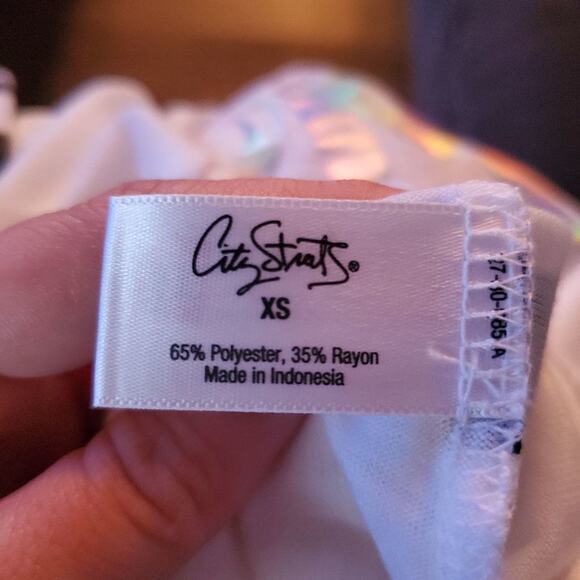 City Streets®
XS
65% Polyester, 35% Rayon
Made in Indonesia